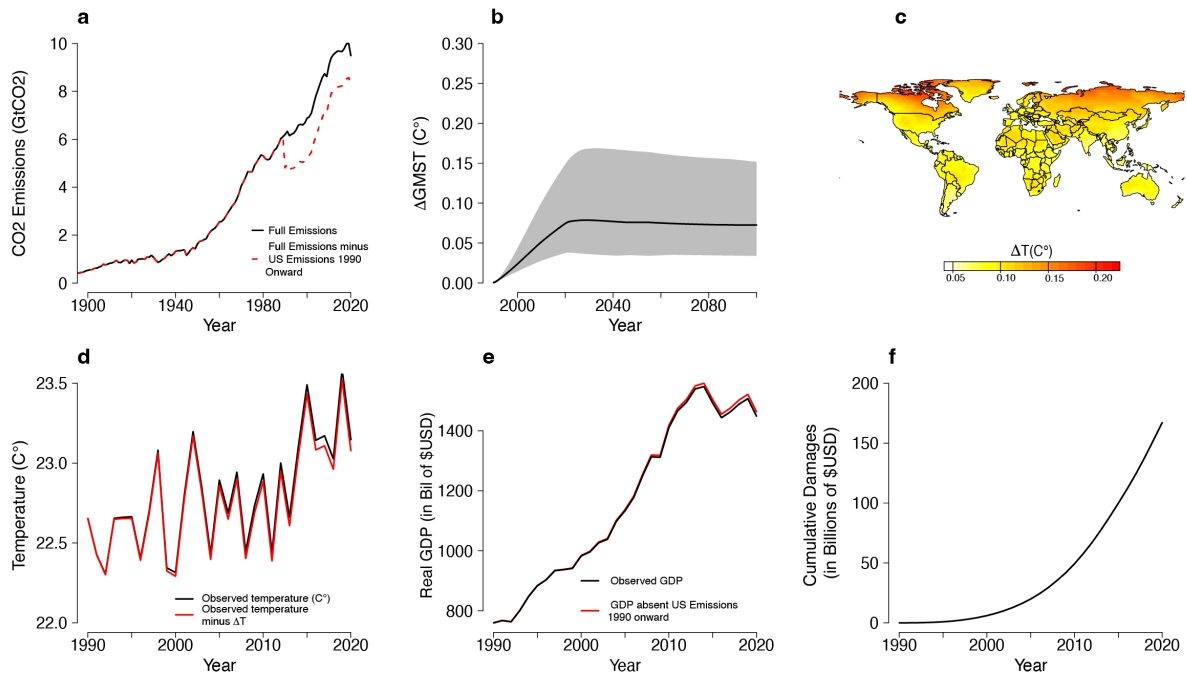 a
CO2 Emissions (GtCO2)
10
8
6
4
2
0
1900
1940
1980
2020
Year
Full Emissions
Full Emissions minus
US Emissions 1990
Onward
b
ΔGMST (C°)
0.30
0.25
0.20
0.15
0.10
0.05
0.00
2000
2040
2080
Year
c
ΔT(C°)
0.05
0.10
0.15
0.20
d
Temperature (C°)
23.5
23.0
22.5
22.0
1990
2000
2010
2020
Year
Observed temperature (C°)
Observed temperature
minus ΔT
e
Real GDP (in Bil of $USD)
1400
1200
1000
800
1990
2000
2010
2020
Year
Observed GDP
GDP absent US Emissions
1990 onward
f
Cumulative Damages
(in Billions of $USD)
200
150
100
50
0
1990
2000
2010
2020
Year